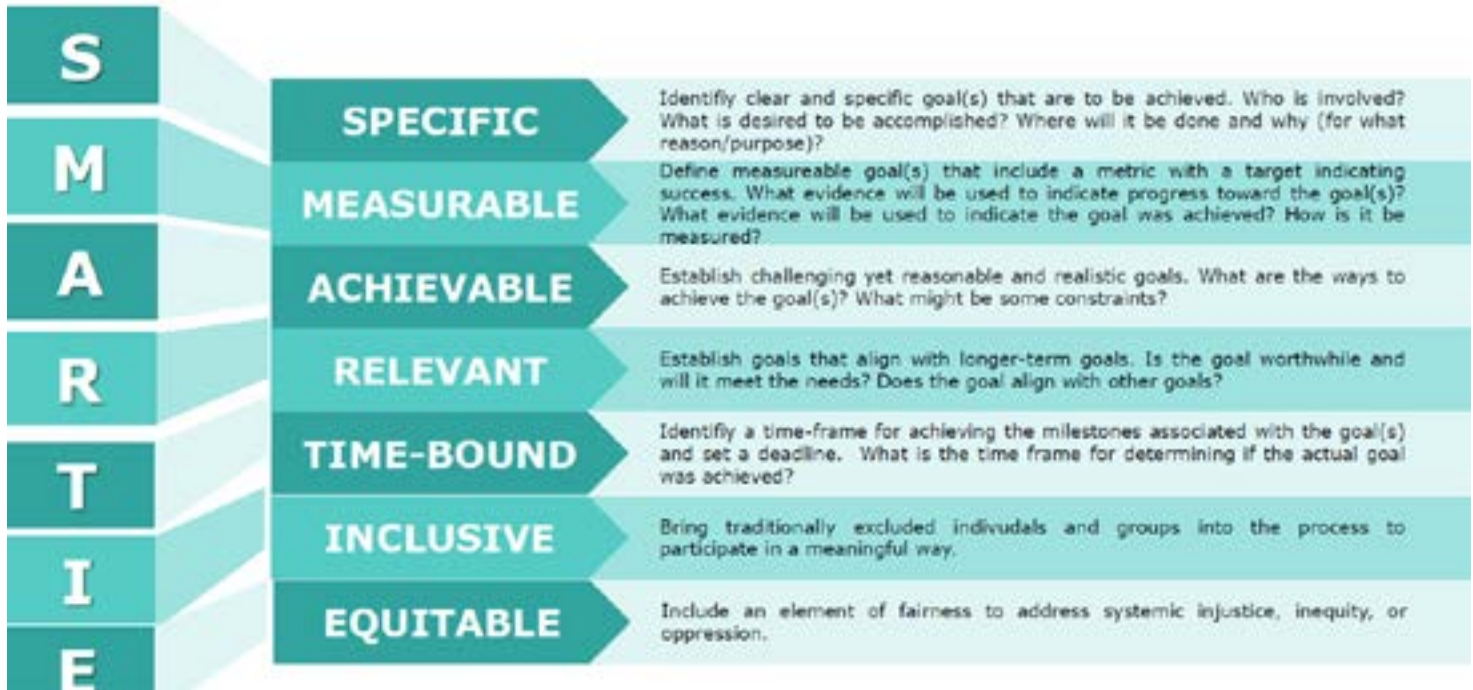 S
M
A
R
T
I
E
SPECIFIC
Identifiy clear and specific goal(s) that are to be achieved. Who is involved?
What is desired to be accomplished? Where will it be done and why (for what
reason/purpose)?
MEASURABLE
Define measureable goal(s) that include a metric with a target indicating
success. What evidence will be used to indicate progress toward the goal(s)?
What evidence will be used to indicate the goal was achieved? How is it be
measured?
ACHIEVABLE
Establish challenging yet reasonable and realistic goals. What are the ways to
achieve the goal(s)? What might be some constraints?
RELEVANT
Establish goals that align with longer-term goals. Is the goal worthwhile and
will it meet the needs? Does the goal align with other goals?
TIME-BOUND
Identifiy a time-frame for achieving the milestones associated with the goal(s)
and set a deadline. What is the time frame for determining if the actual goal
was achieved?
INCLUSIVE
Bring traditionally excluded indivudals and groups into the process to
participate in a meaningful way.
EQUITABLE
Include an element of fairness to address systemic injustice, inequity, or
oppression.